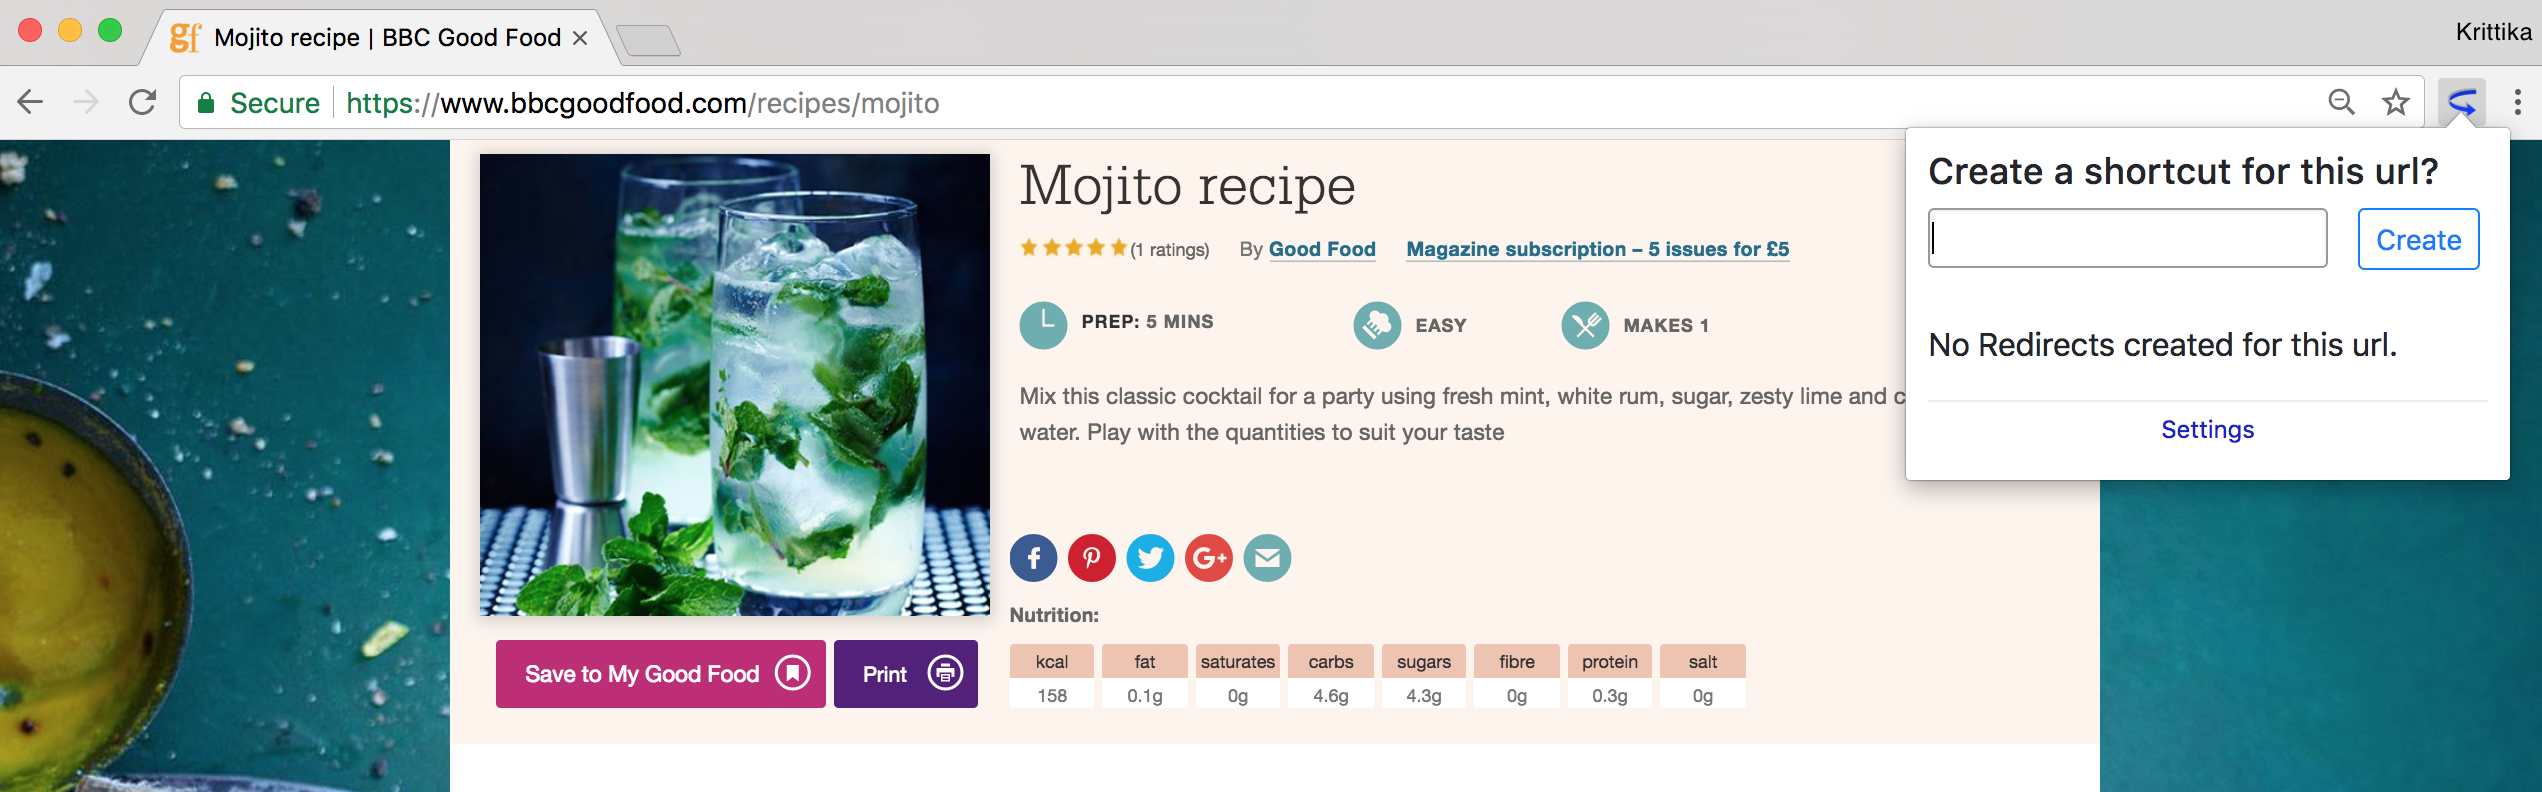 gf Mojito recipe | BBC Good Food
Krittika
Secure https://www.bbcgoodfood.com/recipes/mojito
Create a shortcut for this url?
Create
No Redirects created for this url.
Settings
Mojito recipe
(1 ratings) By Good Food Magazine subscription – 5 issues for £5
PREP: 5 MINS EASY MAKES 1
Mix this classic cocktail for a party using fresh mint, white rum, sugar, zesty lime and c
water. Play with the quantities to suit your taste
f P G+
Nutrition:
kcal fat saturates carbs sugars fibre protein salt
158 0.1g 0g 4.6g 4.3g 0g 0.3g 0g
Save to My Good Food Print